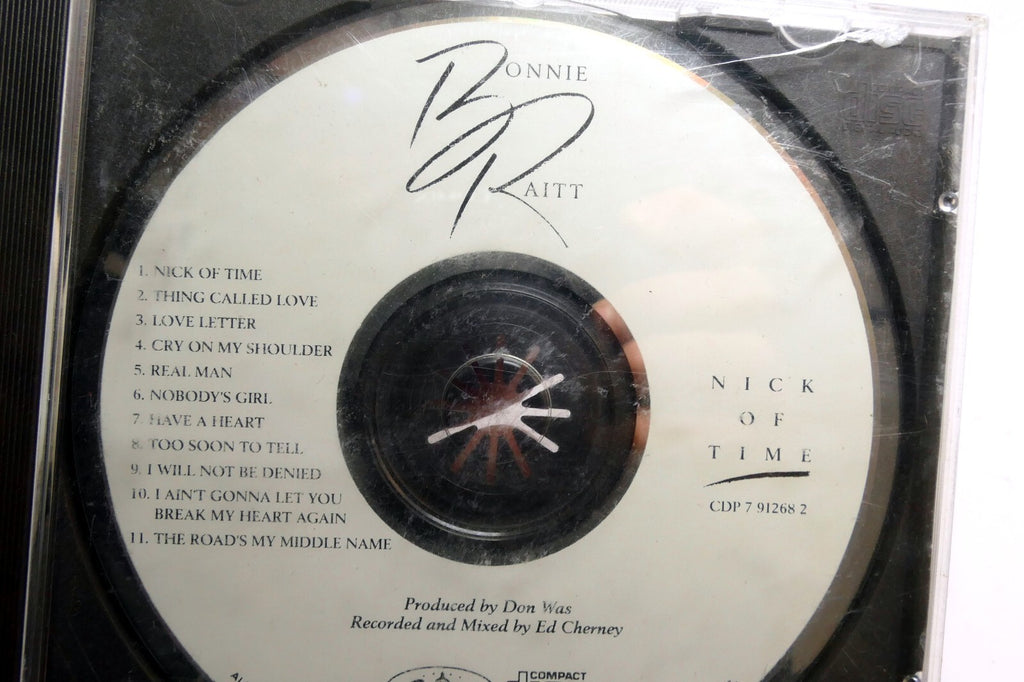 BONNIE
RAITT
1. NICK OF TIME
2. THING CALLED LOVE
3. LOVE LETTER
4. CRY ON MY SHOULDER
5. REAL MAN
6. NOBODY'S GIRL
7. HAVE A HEART
8. TOO SOON TO TELL
9. I WILL NOT BE DENIED
10. I AIN'T GONNA LET YOU
BREAK MY HEART AGAIN
11. THE ROAD'S MY MIDDLE NAME
NICK
OF
TIME
CDP 7 91268 2
Produced by Don Was
Recorded and Mixed by Ed Cherney
COMPACT
disc